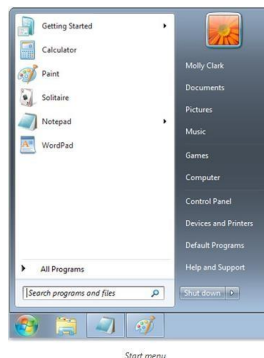 Getting Started
Calculator
Paint
Solitaire
Notepad
WordPad
All Programs
Search programs and files
Molly Clark
Documents
Pictures
Music
Games
Computer
Control Panel
Devices and Printers
Default Programs
Help and Support
Shut down
Start menu